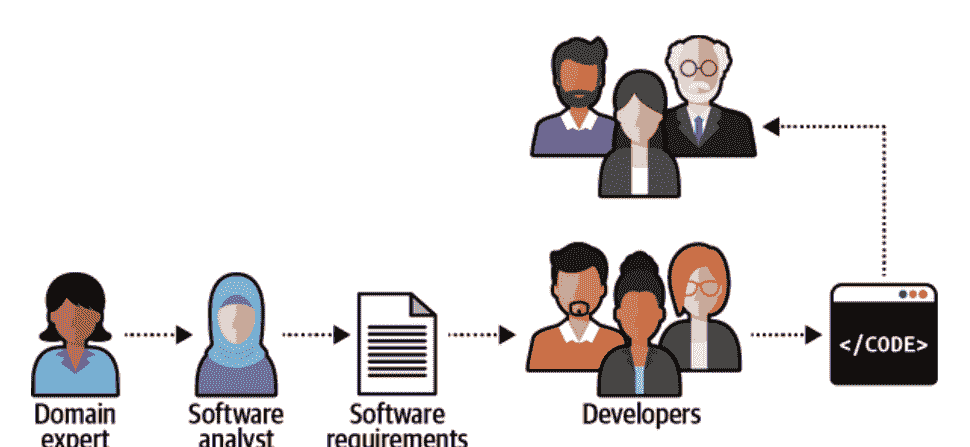 </CODE>
Domain
expert
Software
analyst
Software
requirements
Developers